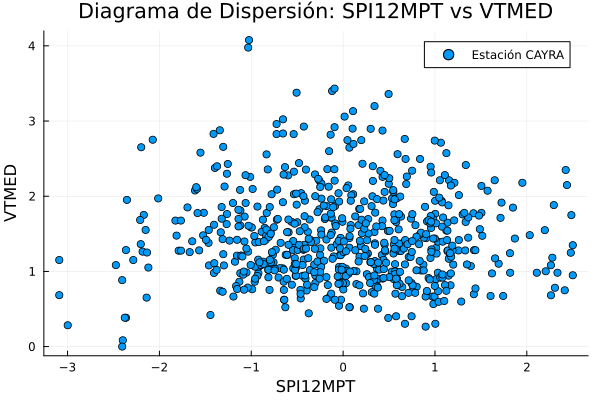 Diagrama de Dispersión: SPI12MPT vs VTMED
Estación CAYRA
VTMED
4
3
2
1
0
−3 −2 −1 0 1 2
SPI12MPT